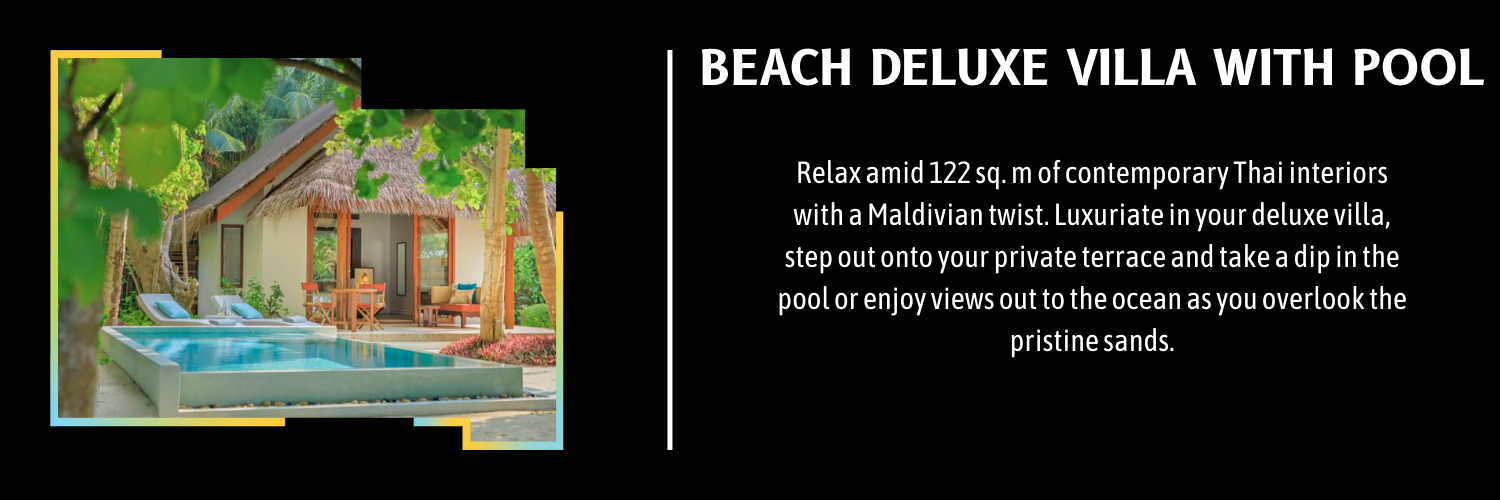 BEACH DELUXE VILLA WITH POOL
Relax amid 122 sq. m of contemporary Thai interiors
with a Maldivian twist. Luxuriate in your deluxe villa,
step out onto your private terrace and take a dip in the
pool or enjoy views out to the ocean as you overlook the
pristine sands.